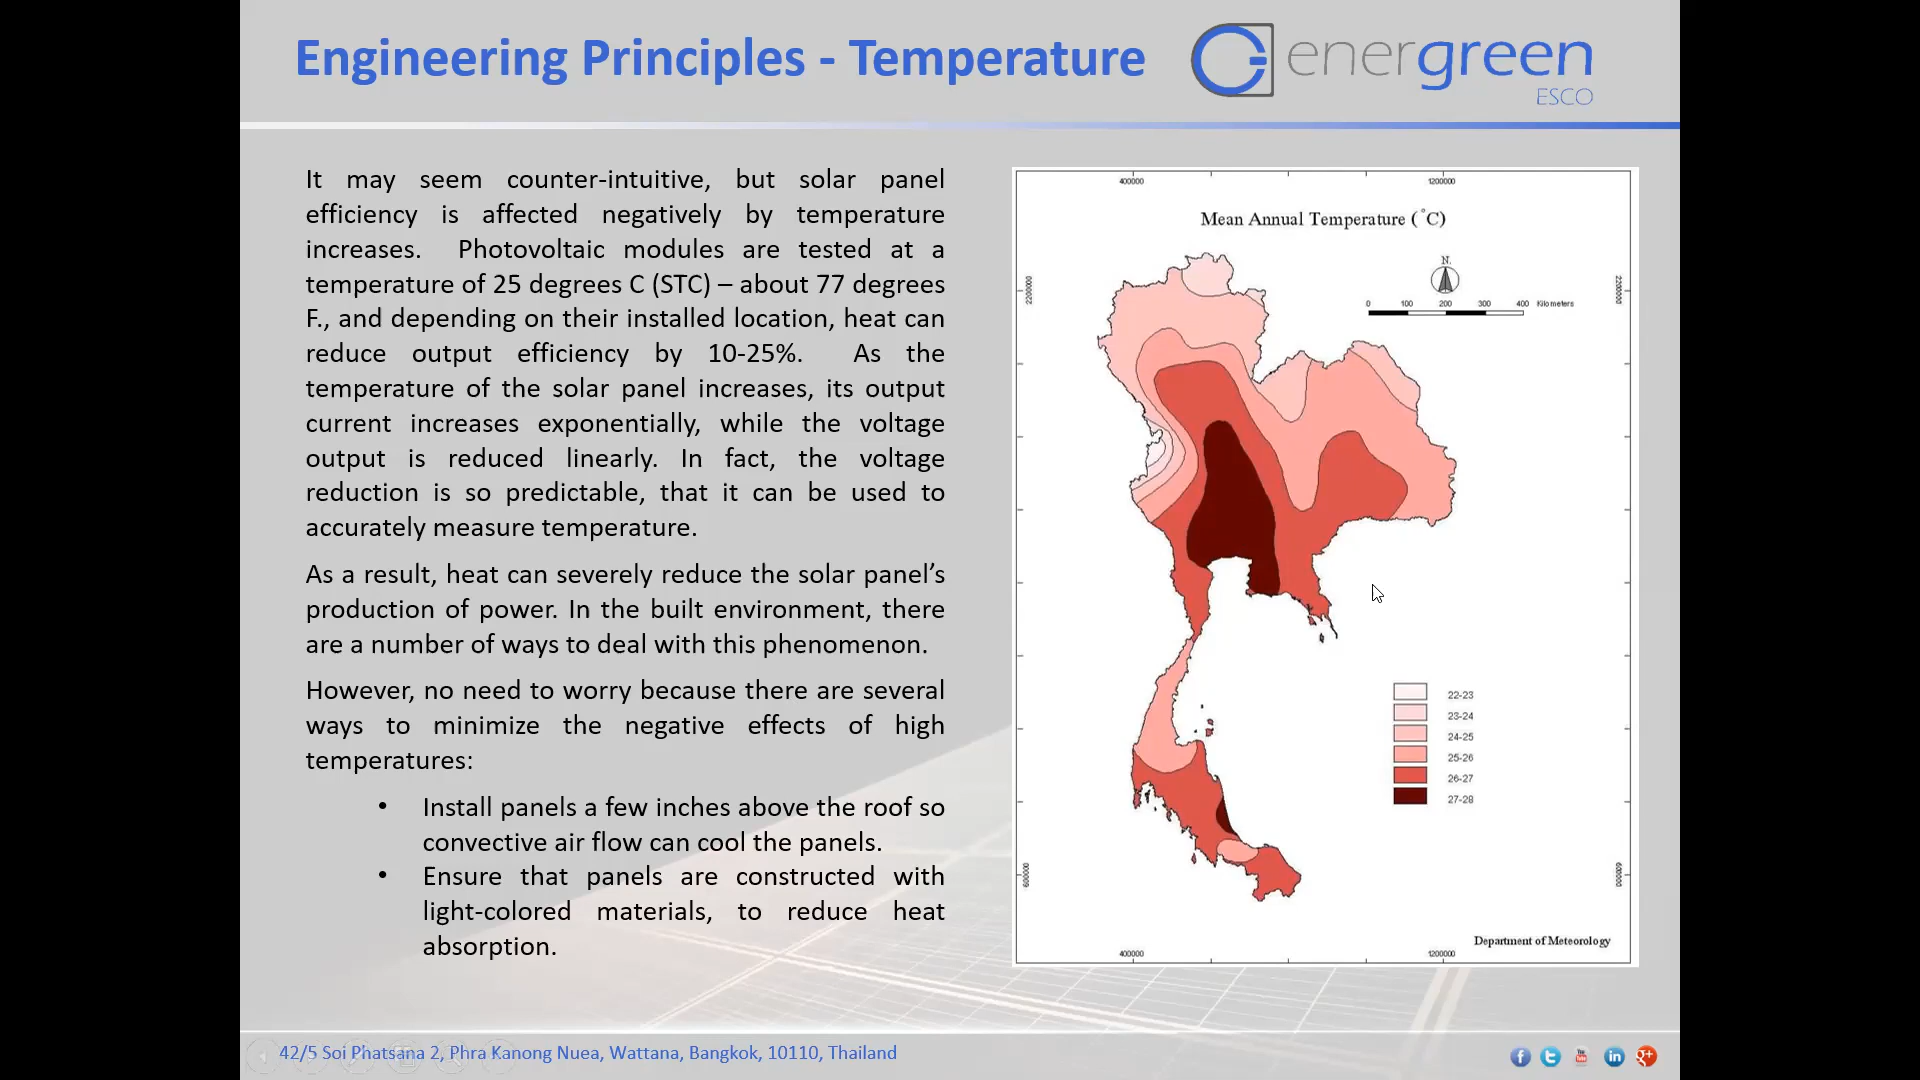 Engineering Principles - Temperature
energreen
ESCO
It may seem counter-intuitive, but solar panel
efficiency is affected negatively by temperature
increases. Photovoltaic modules are tested at a
temperature of 25 degrees C (STC) – about 77 degrees
F., and depending on their installed location, heat can
reduce output efficiency by 10-25%. As the
temperature of the solar panel increases, its output
current increases exponentially, while the voltage
output is reduced linearly. In fact, the voltage
reduction is so predictable, that it can be used to
accurately measure temperature.
As a result, heat can severely reduce the solar panel’s
production of power. In the built environment, there
are a number of ways to deal with this phenomenon.
However, no need to worry because there are several
ways to minimize the negative effects of high
temperatures:
• Install panels a few inches above the roof so
convective air flow can cool the panels.
• Ensure that panels are constructed with
light-colored materials, to reduce heat
absorption.
400000 1200000
Mean Annual Temperature (°C)
N.
2200000 2200000
0 100 200 300 400 Kilometers
22-23
23-24
24-25
25-26
26-27
27-28
600000 600000
Department of Meteorology
400000 1200000
42/5 Soi Phatsana 2, Phra Kanong Nuea, Wattana, Bangkok, 10110, Thailand